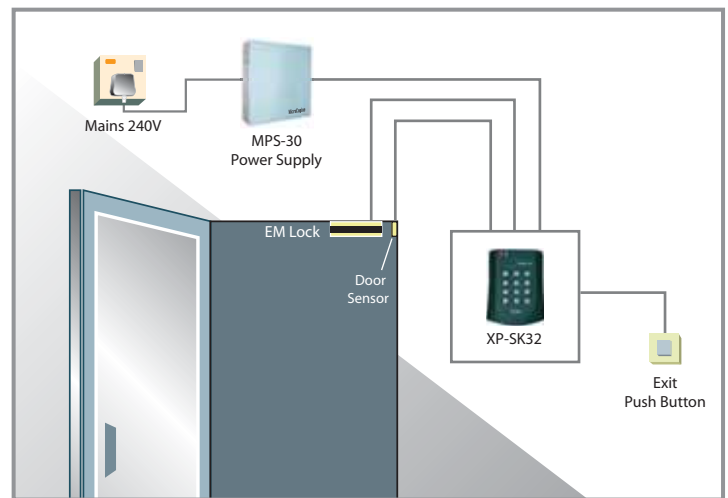 Mains 240V
MPS-30
Power Supply
EM Lock
Door
Sensor
XP-SK32
Exit
Push Button